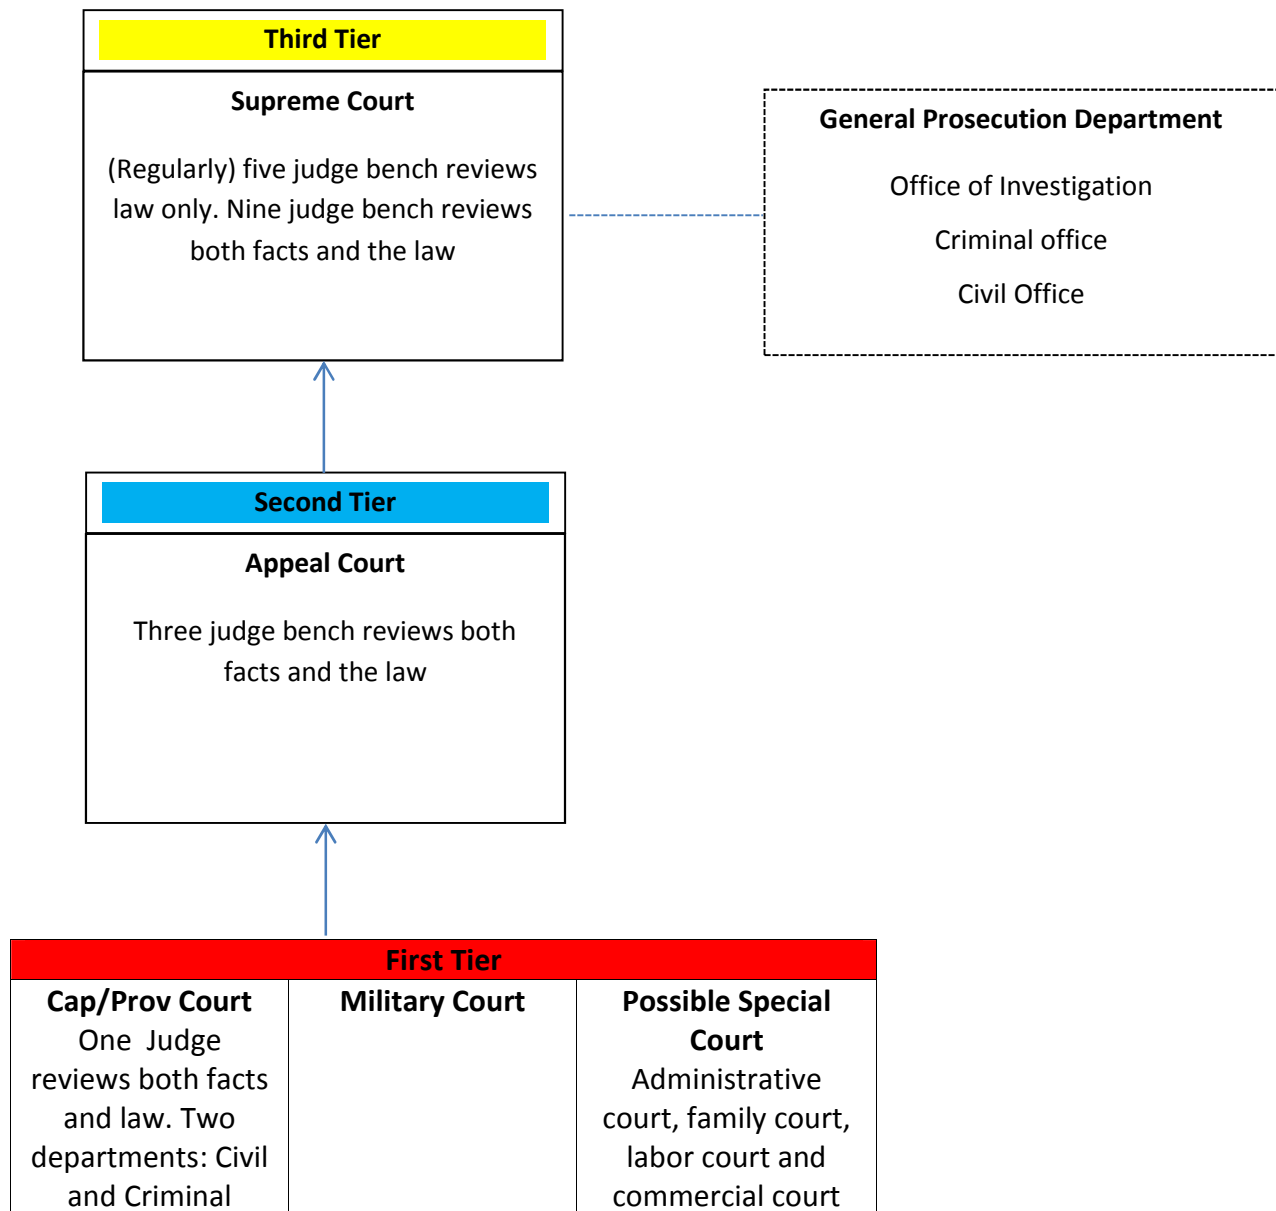 Third Tier
Supreme Court
(Regularly) five judge bench reviews
law only. Nine judge bench reviews
both facts and the law
General Prosecution Department
Office of Investigation
Criminal office
Civil Office
Second Tier
Appeal Court
Three judge bench reviews both
facts and the law
First Tier
Cap/Prov Court
One Judge
reviews both facts
and law. Two
departments: Civil
and Criminal
Military Court
Possible Special
Court
Administrative
court, family court,
labor court and
commercial court